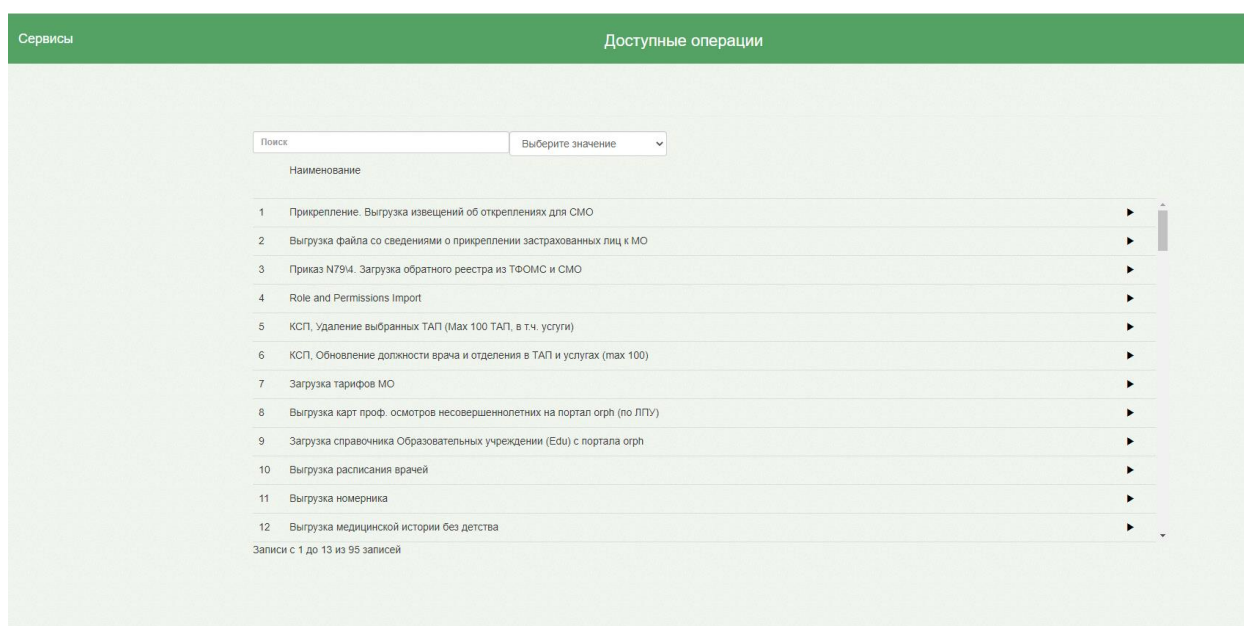 Сервисы
Доступные операции
Поиск
Выберите значение
Наименование
1 Прикрепление. Выгрузка извещений об откреплениях для СМО
2 Выгрузка файла со сведениями о прикреплении застрахованных лиц к МО
3 Приказ N79\4. Загрузка обратного реестра из ТФОМС и СМО
4 Role and Permissions Import
5 КСП, Удаление выбранных ТАП (Max 100 ТАП, в т.ч. усгуги)
6 КСП, Обновление должности врача и отделения в ТАП и услугах (max 100)
7 Загрузка тарифов МО
8 Выгрузка карт проф. осмотров несовершеннолетних на портал orph (по ЛПУ)
9 Загрузка справочника Образовательных учреждении (Edu) с портала orph
10 Выгрузка расписания врачей
11 Выгрузка номерника
12 Выгрузка медицинской истории без детства
Записи с 1 до 13 из 95 записей